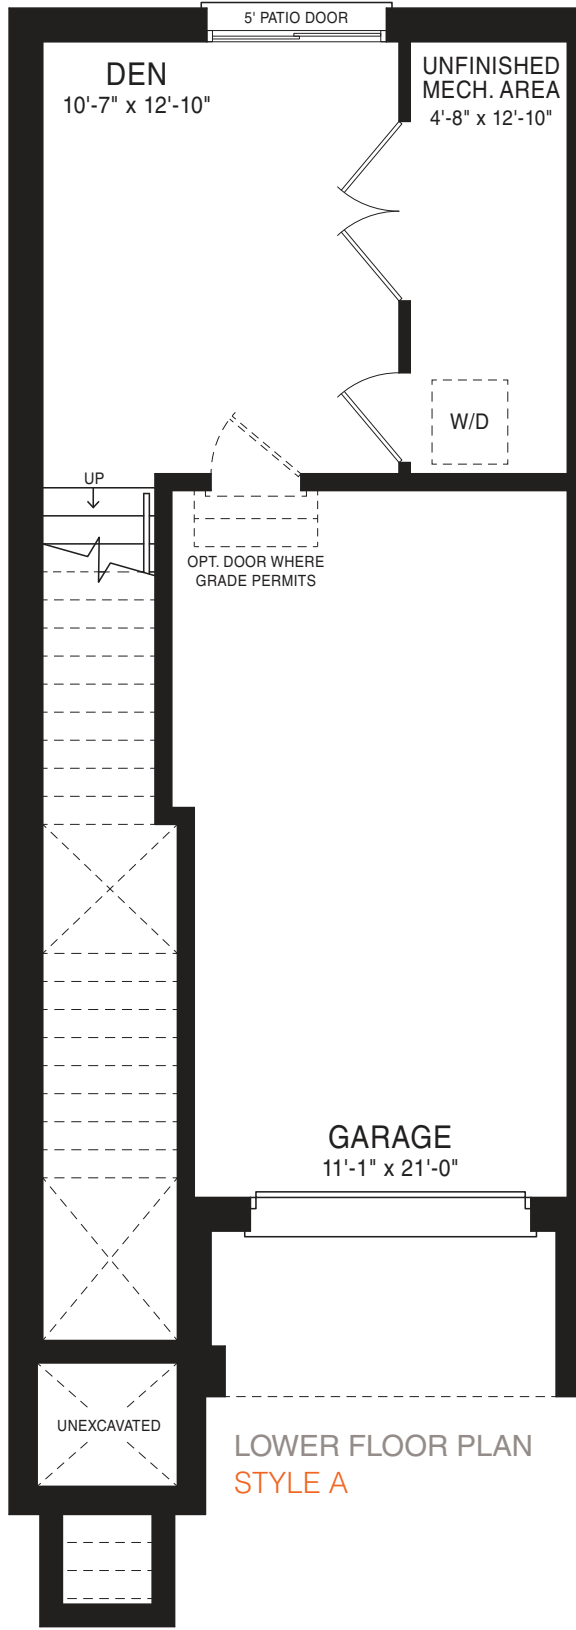 5' PATIO DOOR
DEN
10'-7" x 12'-10"
UNFINISHED
MECH. AREA
4'-8" x 12'-10"
W/D
UP
OPT. DOOR WHERE
GRADE PERMITS
GARAGE
11'-1" x 21'-0"
UNEXCAVATED
LOWER FLOOR PLAN
STYLE A